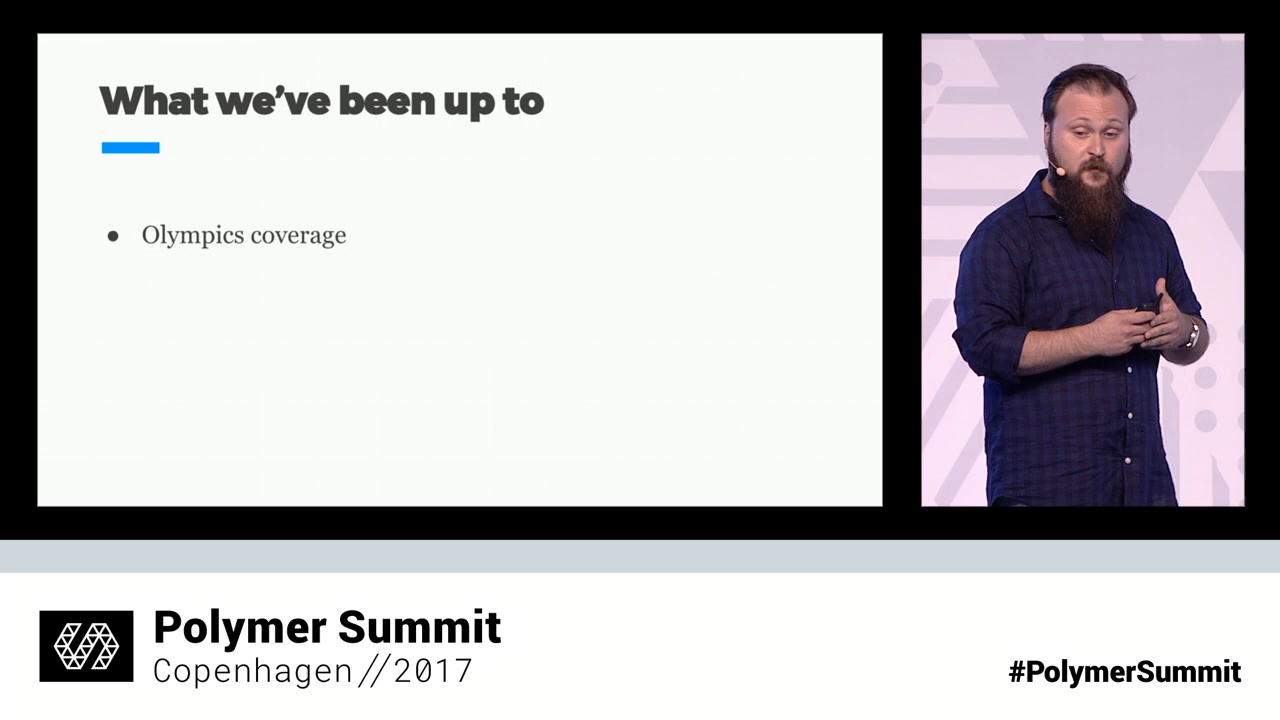 What we've been up to
● Olympics coverage
Polymer Summit
Copenhagen//2017
#PolymerSummit